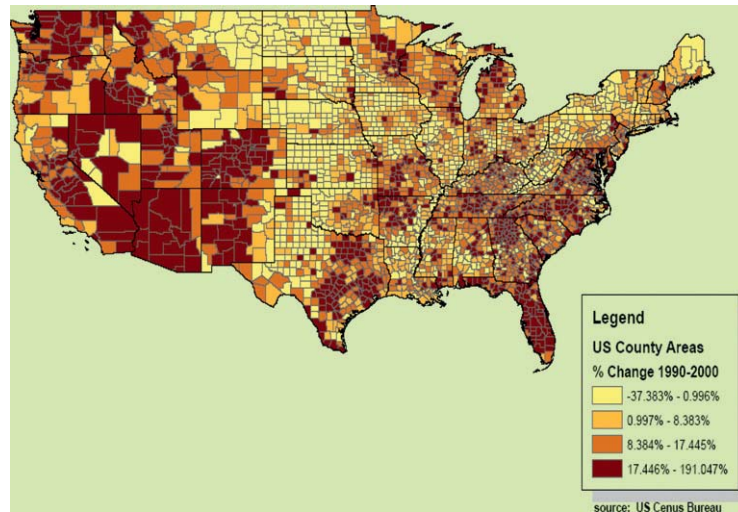 Legend
US County Areas
% Change 1990-2000
-37.383% - 0.996%
0.997% - 8.383%
8.384% - 17.445%
17.446% - 191.047%
source: US Cenus Bureau